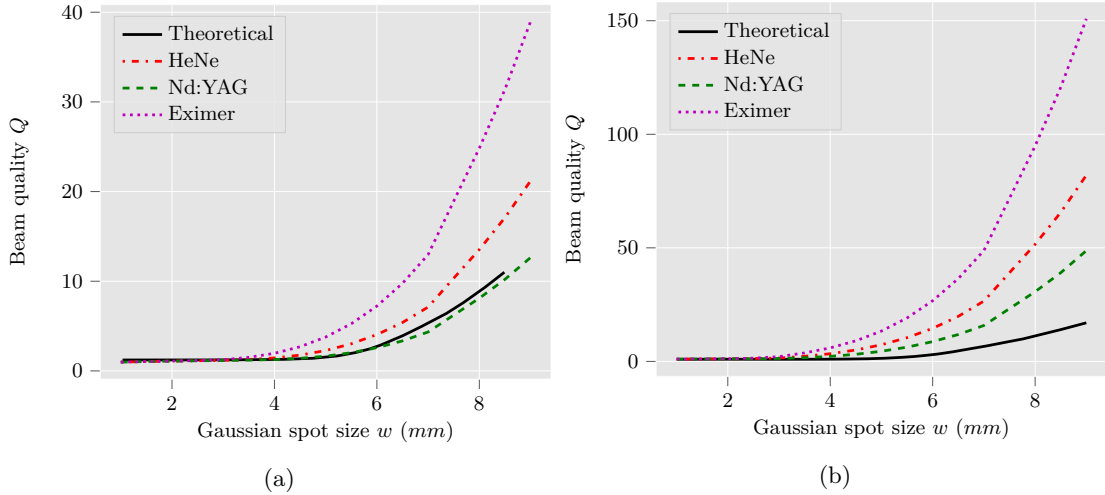 40
30
20
10
0
Beam quality Q
Theoretical
HeNe
Nd:YAG
Eximer
2
4
6
8
Gaussian spot size w (mm)
(a)
150
100
50
0
Beam quality Q
Theoretical
HeNe
Nd:YAG
Eximer
2
4
6
8
Gaussian spot size w (mm)
(b)